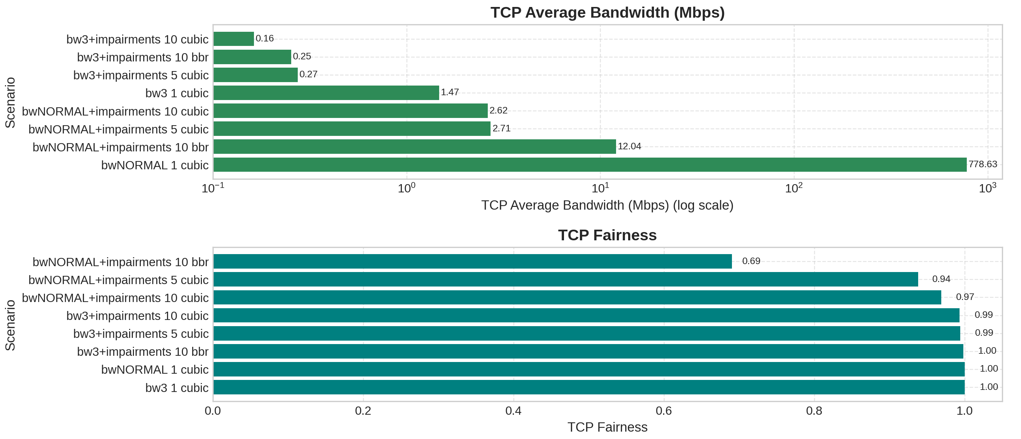 TCP Average Bandwidth (Mbps)
Scenario
bw3+impairments 10 cubic 0.16
bw3+impairments 10 bbr 0.25
bw3+impairments 5 cubic 0.27
bw3 1 cubic 1.47
bwNORMAL+impairments 10 cubic 2.62
bwNORMAL+impairments 5 cubic 2.71
bwNORMAL+impairments 10 bbr 12.04
bwNORMAL 1 cubic 778.63
10⁻¹ 10⁰ 10¹ 10² 10³
TCP Average Bandwidth (Mbps) (log scale)
TCP Fairness
Scenario
bwNORMAL+impairments 10 bbr 0.69
bwNORMAL+impairments 5 cubic 0.94
bwNORMAL+impairments 10 cubic 0.97
bw3+impairments 10 cubic 0.99
bw3+impairments 5 cubic 0.99
bw3+impairments 10 bbr 1.00
bwNORMAL 1 cubic 1.00
bw3 1 cubic 1.00
0.0 0.2 0.4 0.6 0.8 1.0
TCP Fairness